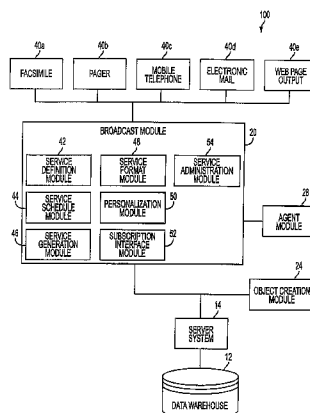 100
40a 40b 40c 40d 40e
FACSIMILE PAGER MOBILE TELEPHONE ELECTRONIC MAIL WEB PAGE OUTPUT
BROADCAST MODULE 20
42 48 54
SERVICE DEFINITION MODULE SERVICE FORMAT MODULE SERVICE ADMINISTRATION MODULE
44 SERVICE SCHEDULE MODULE PERSONALIZATION MODULE 50
46 SERVICE GENERATION MODULE SUBSCRIPTION INTERFACE MODULE 52
26
AGENT MODULE
24
OBJECT CREATION MODULE
14
SERVER SYSTEM
12
DATA WAREHOUSE